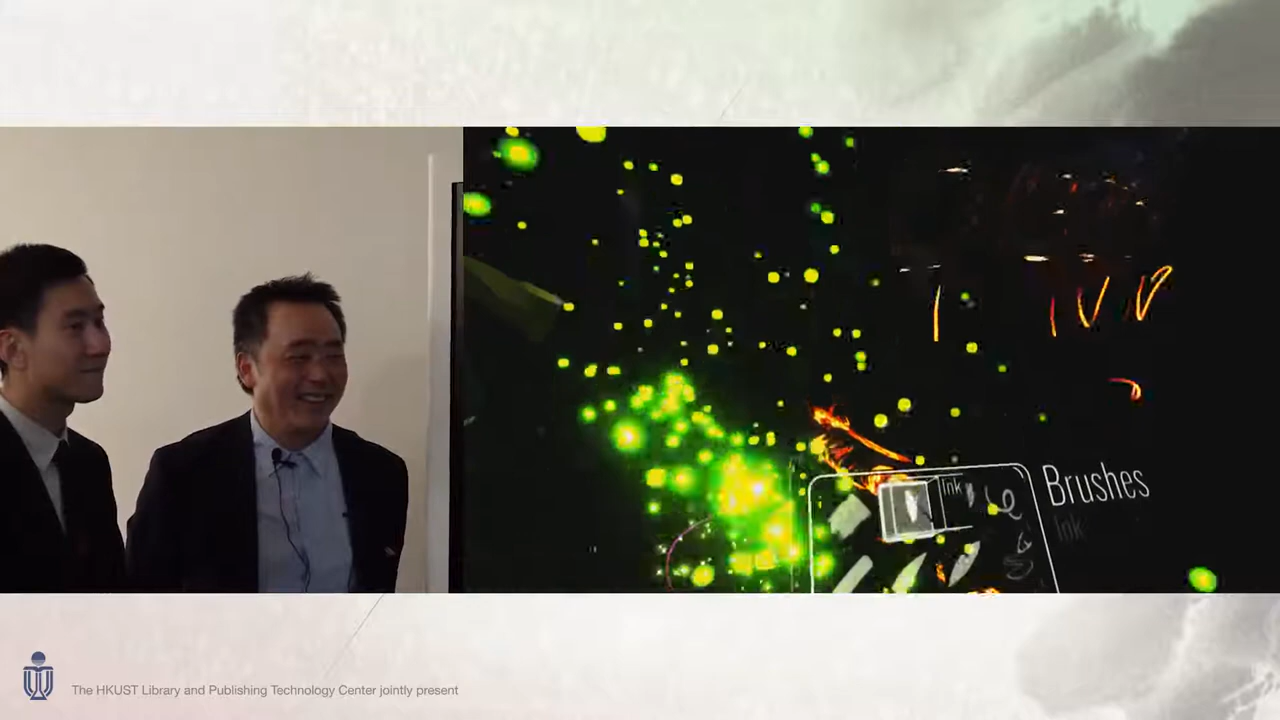 Ink
Brushes
Ink
The HKUST Library and Publishing Technology Center jointly present